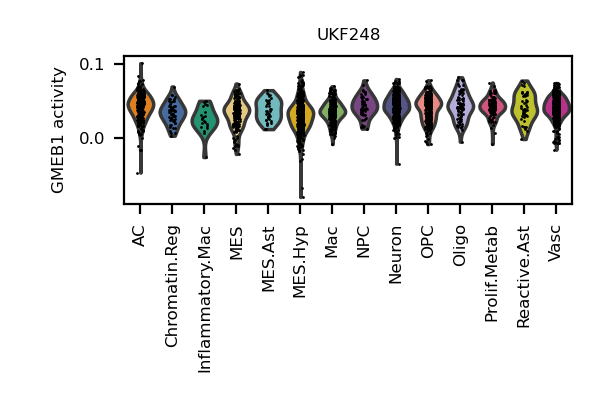 UKF248
GMEB1 activity
0.1
0.0
AC
Chromatin.Reg
Inflammatory.Mac
MES
MES.Ast
MES.Hyp
Mac
NPC
Neuron
OPC
Oligo
Prolif.Metab
Reactive.Ast
Vasc